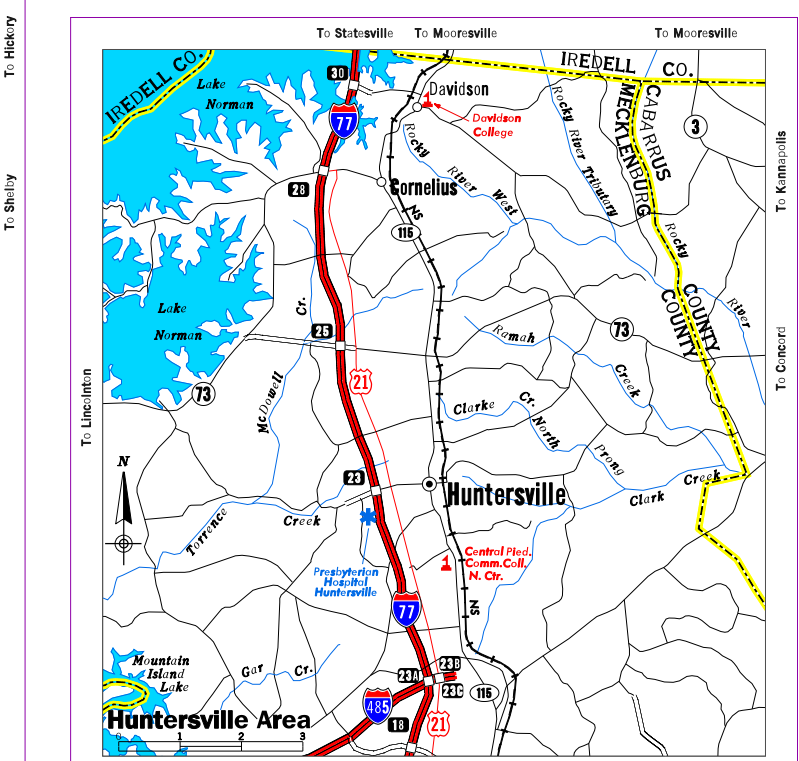 To Hickory
To Shelby
To Lincolnton
To Statesville
To Mooresville
To Mooresville
To Kannapolis
To Concord
IREDELL CO.
IREDELL CO.
MECKLENBURG
CABARRUS
COUNTY
COUNTY
Lake
Norman
30
77
Davidson
Davidson
College
Rocky River Tributary
3
Rocky River West
28
Cornelius
NS
115
Rocky River
Lake
Norman
McDowell Cr.
25
21
73
73
Ramah Creek
Clarke Cr. North Prong
Clark Creek
N
23
Huntersville
Torrence Creek
Presbyterian
Hospital
Huntersville
Central Pied.
Comm.Coll.
N. Ctr.
77
NS
Mountain
Island
Lake
Gar Cr.
23A
23B
23C
115
485
18
21
Huntersville Area
0 1 2 3